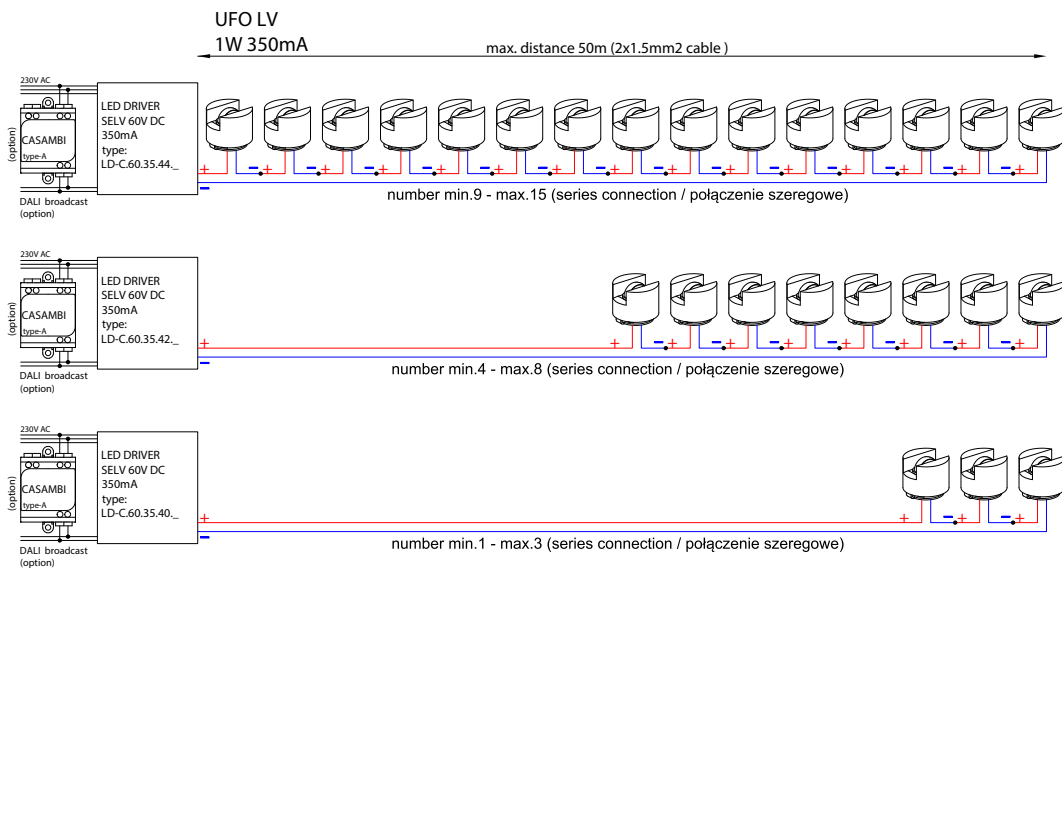 UFO LV
1W 350mA
max. distance 50m (2x1.5mm2 cable )
230V AC
(option)
CASAMBI
type-A
DALI broadcast
(option)
LED DRIVER
SELV 60V DC
350mA
type:
LD-C.60.35.44._
number min.9 - max.15 (series connection / połączenie szeregowe)
230V AC
(option)
CASAMBI
type-A
DALI broadcast
(option)
LED DRIVER
SELV 60V DC
350mA
type:
LD-C.60.35.42._
number min.4 - max.8 (series connection / połączenie szeregowe)
230V AC
(option)
CASAMBI
type-A
DALI broadcast
(option)
LED DRIVER
SELV 60V DC
350mA
type:
LD-C.60.35.40._
number min.1 - max.3 (series connection / połączenie szeregowe)